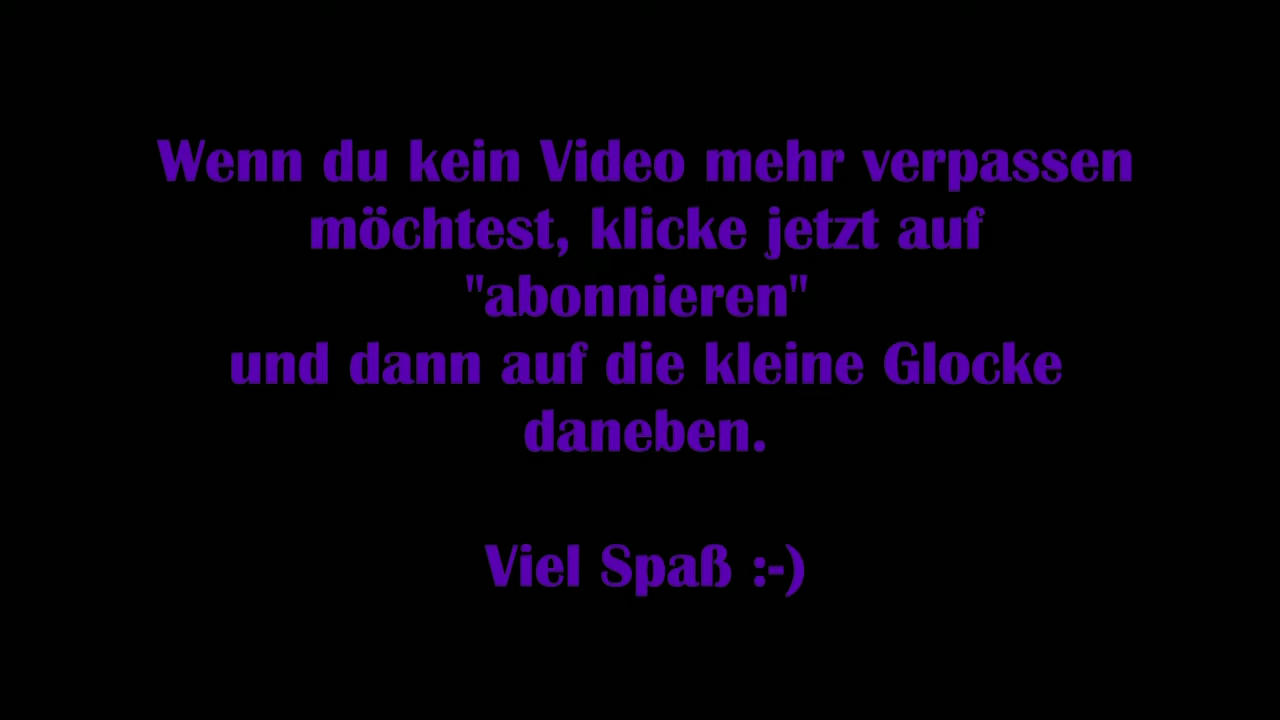 Wenn du kein Video mehr verpassen
möchtest, klicke jetzt auf
"abonnieren"
und dann auf die kleine Glocke
daneben.
Viel Spaß :-)